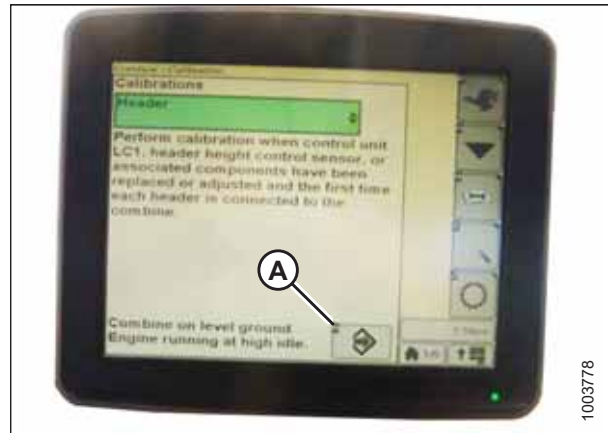 Calibrations
Header
Perform calibration when control unit
LC1, header height control sensor, or
associated components have been
replaced or adjusted and the first time
each header is connected to the
combine.
A
Combine on level ground.
Engine running at high idle.
1003778